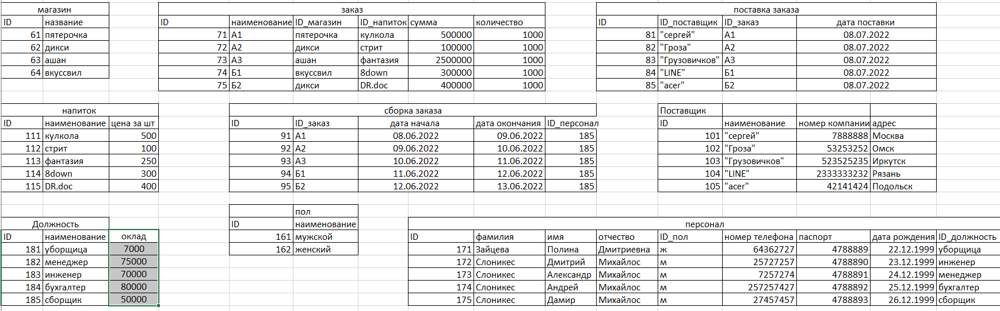 магазин заказ поставка заказа
ID название ID наименование ID_магазин ID_напиток сумма количество ID ID_поставщик ID_заказ дата поставки
61 пятерочка 71 А1 пятерочка кулкола 500000 1000 81 "сергей" А1 08.07.2022
62 дикси 72 А2 дикси стрит 100000 1000 82 "Гроза" А2 08.07.2022
63 ашан 73 А3 ашан фантазия 2500000 1000 83 "Грузовичков" А3 08.07.2022
64 вкуссвил 74 Б1 вкуссвил 8down 300000 1000 84 "LINE" Б1 08.07.2022
75 Б2 дикси DR.doc 400000 1000 85 "acer" Б2 08.07.2022
напиток сборка заказа Поставщик
ID наименование цена за шт ID ID_заказ дата начала дата окончания ID_персонал ID наименование номер компании адрес
111 кулкола 500 91 А1 08.06.2022 09.06.2022 185 101 "сергей" 7888888 Москва
112 стрит 100 92 А2 09.06.2022 10.06.2022 185 102 "Гроза" 53253252 Омск
113 фантазия 250 93 А3 10.06.2022 11.06.2022 185 103 "Грузовичков" 523525235 Иркутск
114 8down 300 94 Б1 11.06.2022 12.06.2022 185 104 "LINE" 2333333232 Рязань
115 DR.doc 400 95 Б2 12.06.2022 13.06.2022 185 105 "acer" 42141424 Подольск
пол
Должность ID наименование персонал
ID наименование оклад 161 мужской ID фамилия имя отчество ID_пол номер телефона паспорт дата рождения ID_должность
181 уборщица 7000 162 женский 171 Зайцева Полина Дмитриевна ж 64362727 4788889 22.12.1999 уборщица
182 менеджер 75000 172 Слоникес Дмитрий Михайлос м 25727257 4788890 23.12.1999 инженер
183 инженер 70000 173 Слоникес Александр Михайлос м 7257274 4788891 24.12.1999 менеджер
184 бухгалтер 80000 174 Слоникес Андрей Михайлос м 257257427 4788892 25.12.1999 бухгалтер
185 сборщик 50000 175 Слоникес Дамир Михайлос м 27457457 4788893 26.12.1999 сборщик